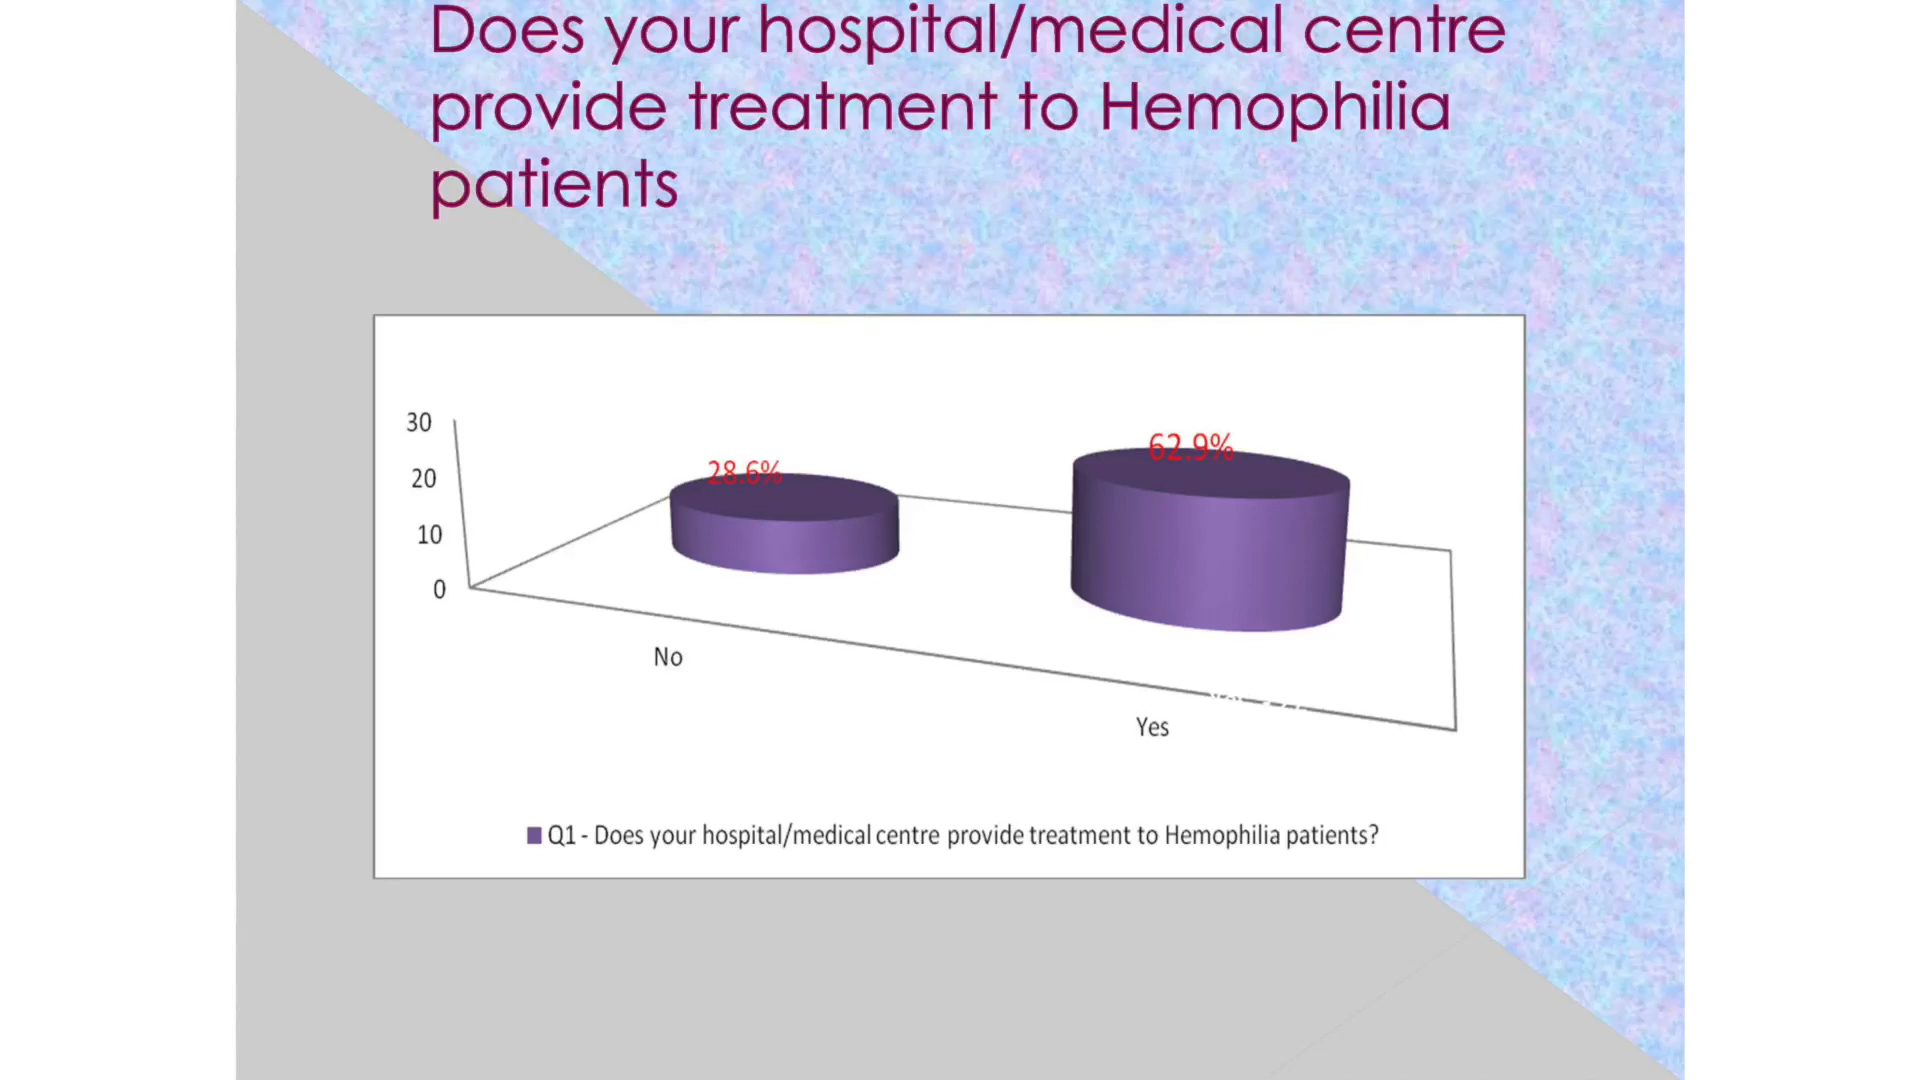 Does your hospital/medical centre
provide treatment to Hemophilia
patients
30
20
10
0
28.6%
62.9%
No
Yes
Q1 - Does your hospital/medical centre provide treatment to Hemophilia patients?